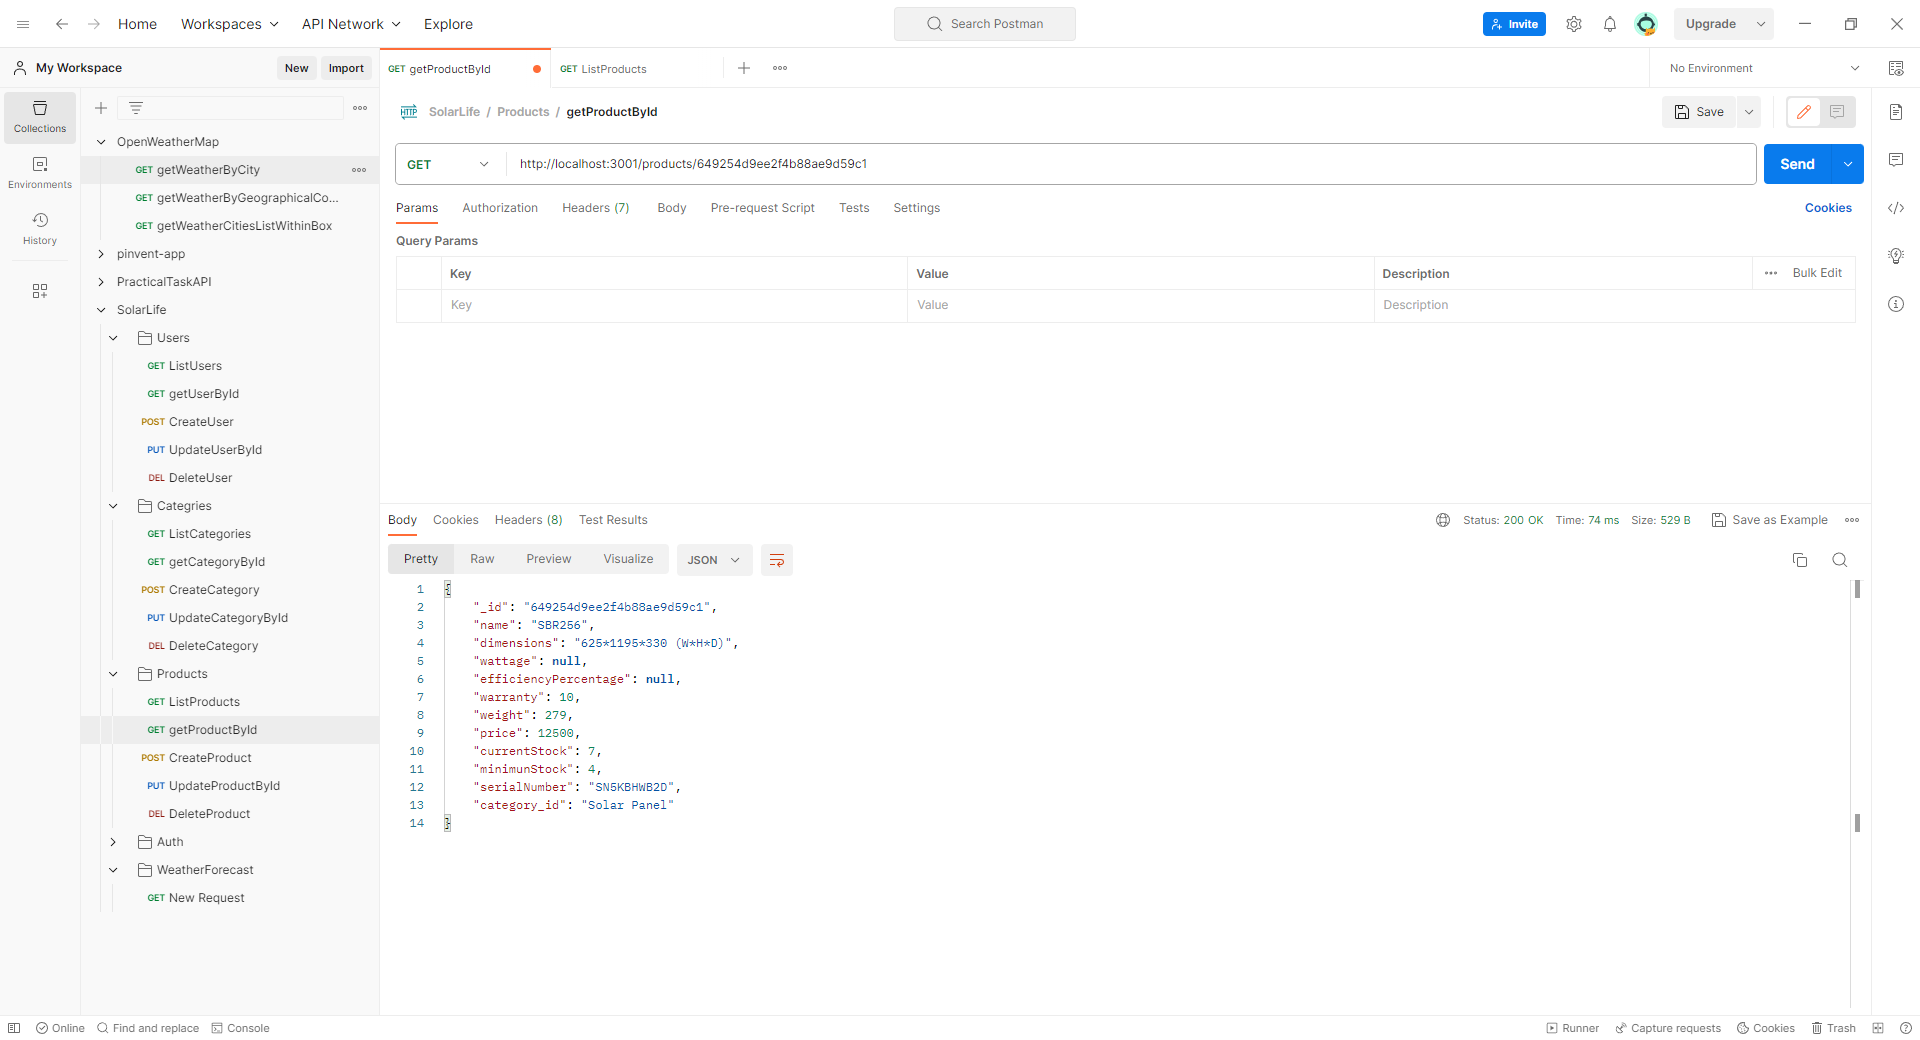 Home Workspaces API Network Explore Search Postman Invite Upgrade
My Workspace New Import
GET getProductById GET ListProducts No Environment
Collections
Environments
History
OpenWeatherMap
GET getWeatherByCity
GET getWeatherByGeographicalCo...
GET getWeatherCitiesListWithinBox
pinvent-app
PracticalTaskAPI
SolarLife
Users
GET ListUsers
GET getUserById
POST CreateUser
PUT UpdateUserById
DEL DeleteUser
Categries
GET ListCategories
GET getCategoryById
POST CreateCategory
PUT UpdateCategoryById
DEL DeleteCategory
Products
GET ListProducts
GET getProductById
POST CreateProduct
PUT UpdateProductById
DEL DeleteProduct
Auth
WeatherForecast
GET New Request
HTTP SolarLife / Products / getProductById Save
GET http://localhost:3001/products/649254d9ee2f4b88ae9d59c1 Send
Params Authorization Headers (7) Body Pre-request Script Tests Settings Cookies
Query Params
Key Value Description Bulk Edit
Key Value Description
Body Cookies Headers (8) Test Results Status: 200 OK Time: 74 ms Size: 529 B Save as Example
Pretty Raw Preview Visualize JSON
1 {
2 "_id": "649254d9ee2f4b88ae9d59c1",
3 "name": "SBR256",
4 "dimensions": "625*1195*330 (W*H*D)",
5 "wattage": null,
6 "efficiencyPercentage": null,
7 "warranty": 10,
8 "weight": 279,
9 "price": 12500,
10 "currentStock": 7,
11 "minimunStock": 4,
12 "serialNumber": "SN5KBHWB2D",
13 "category_id": "Solar Panel"
14 }
Online Find and replace Console Runner Capture requests Cookies Trash